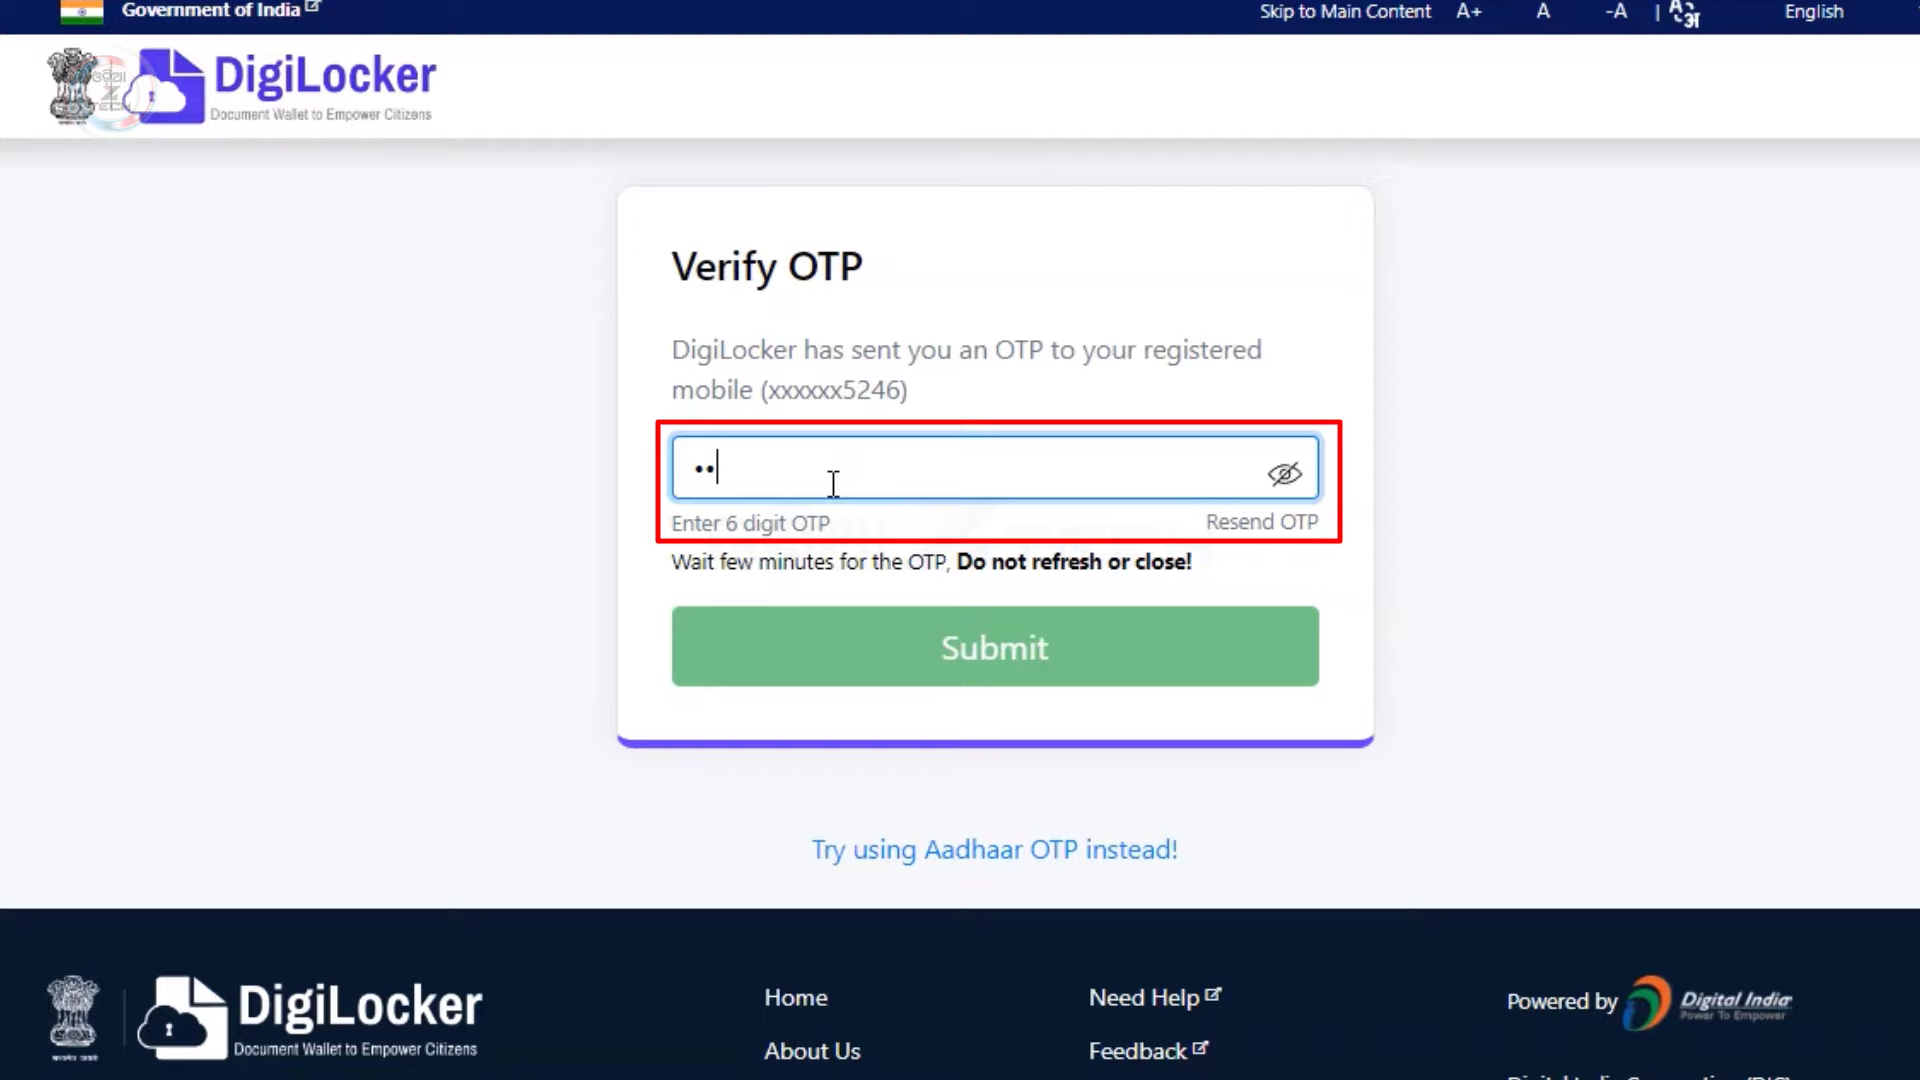 Government of India
Skip to Main Content A+ A -A | English
DigiLocker
Document Wallet to Empower Citizens
Verify OTP
DigiLocker has sent you an OTP to your registered
mobile (xxxxxx5246)
Enter 6 digit OTP
Resend OTP
Wait few minutes for the OTP, Do not refresh or close!
Submit
Try using Aadhaar OTP instead!
DigiLocker
Document Wallet to Empower Citizens
Home
About Us
Need Help
Feedback
Powered by
Digital India
Power To Empower